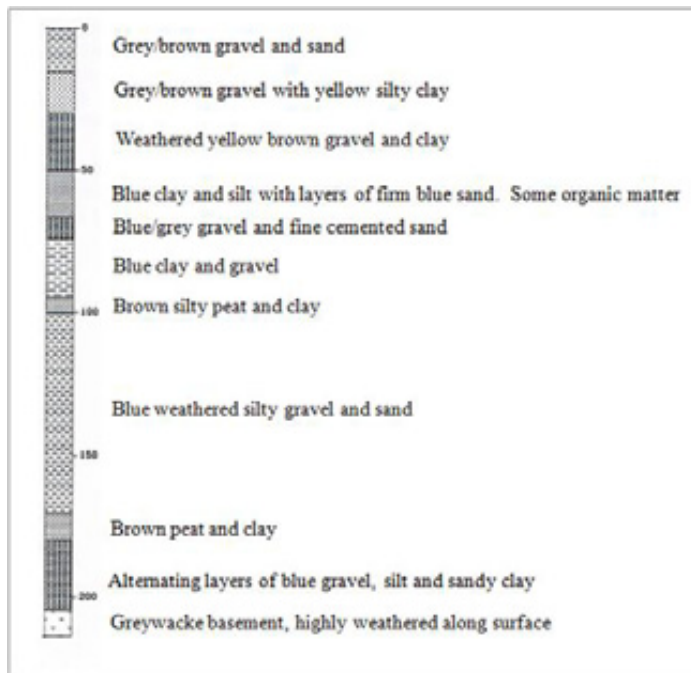 0
Grey/brown gravel and sand
Grey/brown gravel with yellow silty clay
Weathered yellow brown gravel and clay
50
Blue clay and silt with layers of firm blue sand. Some organic matter
Blue/grey gravel and fine cemented sand
Blue clay and gravel
Brown silty peat and clay
100
Blue weathered silty gravel and sand
150
Brown peat and clay
Alternating layers of blue gravel, silt and sandy clay
200
Greywacke basement, highly weathered along surface